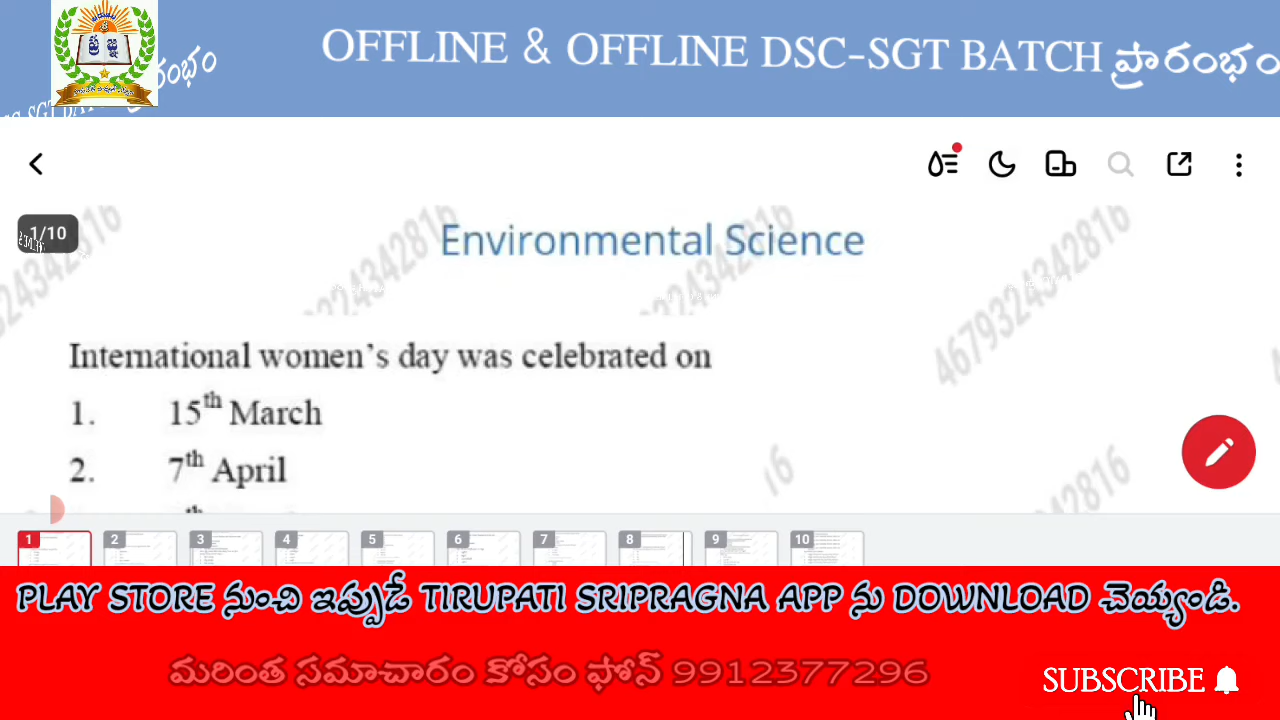 OFFLINE & OFFLINE DSC-SGT BATCH ప్రారంభం
1/10
Environmental Science
International women's day was celebrated on
1. 15th March
2. 7th April
4679324342816
1 2 3 4 5 6 7 8 9 10
PLAY STORE నుంచి ఇప్పుడే TIRUPATI SRIPRAGNA APP ను DOWNLOAD చెయ్యండి.
మరింత సమాచారం కోసం ఫోన్ 9912377296
SUBSCRIBE